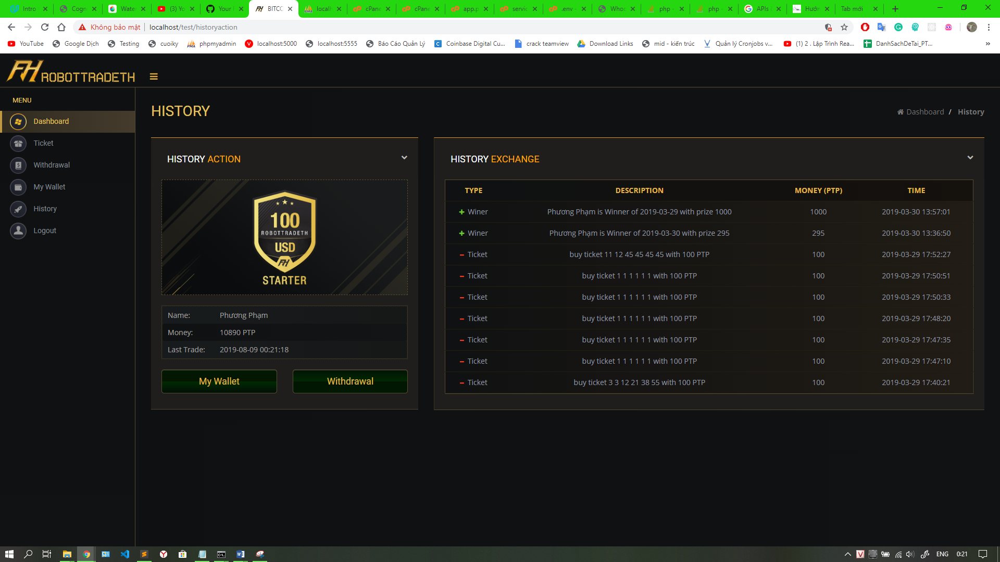 Intro
Cogn
Wate
(3) Yo
Your
BITCC
localh
cPane
cPane
app.p
servic
.env -
Whoc
php -
php -
APIs
Hướn
Tab mới
Không bảo mật
localhost/test/historyaction
YouTube
Google Dịch
Testing
cuoiky
phpmyadmin
localhost:5000
localhost:5555
Báo Cáo Quản Lý
Coinbase Digital Cu...
crack teamview
Download Links
mid - kiến trúc
Quản lý Cronjobs v...
(1) 2 . Lập Trình Rea...
DanhSachDeTai_PT...
»
FH ROBOTTRADETH
MENU
Dashboard
Ticket
Withdrawal
My Wallet
History
Logout
HISTORY
Dashboard / History
HISTORY ACTION
100
ROBOTTRADETH
USD
FH
STARTER
Name: Phương Phạm
Money: 10890 PTP
Last Trade: 2019-08-09 00:21:18
My Wallet
Withdrawal
HISTORY EXCHANGE
TYPE DESCRIPTION MONEY (PTP) TIME
+ Winer Phương Phạm is Winner of 2019-03-29 with prize 1000 1000 2019-03-30 13:57:01
+ Winer Phương Phạm is Winner of 2019-03-30 with prize 295 295 2019-03-30 13:36:50
– Ticket buy ticket 11 12 45 45 45 45 with 100 PTP 100 2019-03-29 17:52:27
– Ticket buy ticket 1 1 1 1 1 1 with 100 PTP 100 2019-03-29 17:50:51
– Ticket buy ticket 1 1 1 1 1 1 with 100 PTP 100 2019-03-29 17:50:33
– Ticket buy ticket 1 1 1 1 1 1 with 100 PTP 100 2019-03-29 17:48:20
– Ticket buy ticket 1 1 1 1 1 1 with 100 PTP 100 2019-03-29 17:47:35
– Ticket buy ticket 1 1 1 1 1 1 with 100 PTP 100 2019-03-29 17:47:10
– Ticket buy ticket 3 3 12 21 38 55 with 100 PTP 100 2019-03-29 17:40:21
ENG
0:21